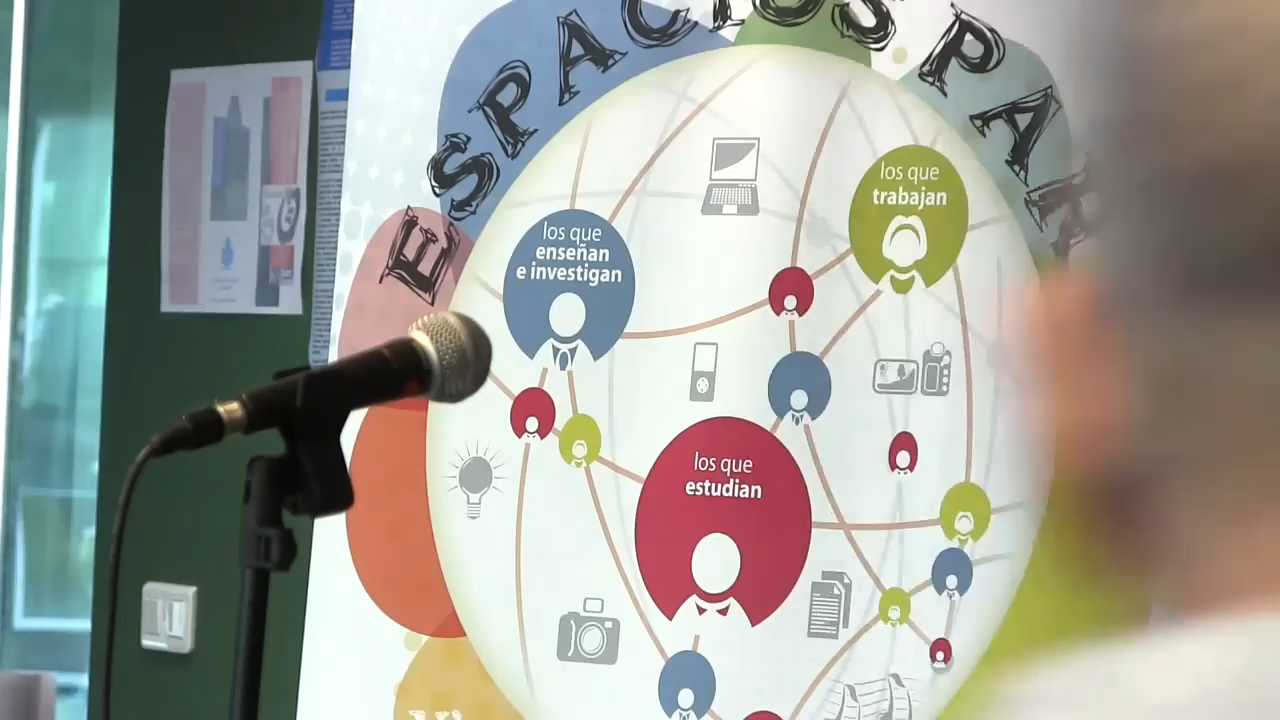 ESPACIOS PA
los que
trabajan
los que
enseñan
e investigan
los que
estudian